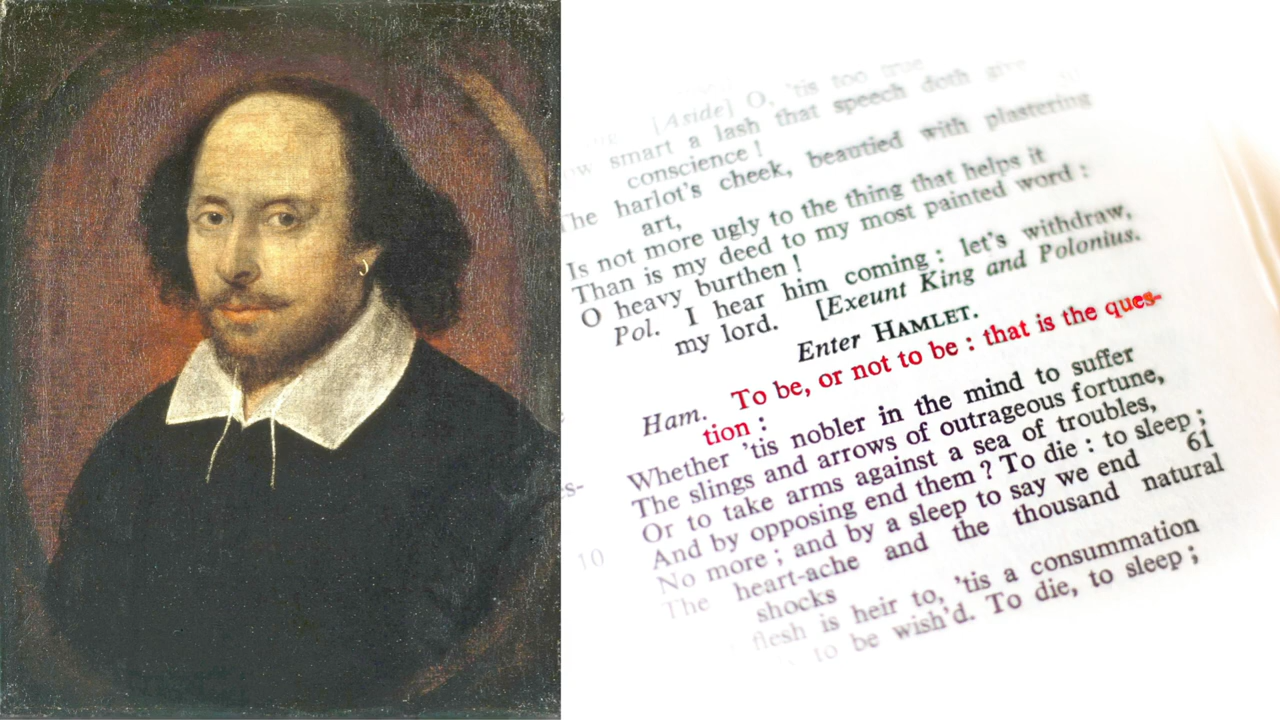 [Aside] O, 'tis too true
smart a lash that speech doth give
conscience !
The harlot's cheek, beautied with plastering
art,
Is not more ugly to the thing that helps it
Than is my deed to my most painted word :
O heavy burthen !
Pol. I hear him coming : let's withdraw,
my lord. [Exeunt King and Polonius.
Enter HAMLET.
Ham. To be, or not to be : that is the ques-
tion :
Whether 'tis nobler in the mind to suffer
The slings and arrows of outrageous fortune,
Or to take arms against a sea of troubles,
And by opposing end them ? To die : to sleep ;
No more ; and by a sleep to say we end 61
The heart-ache and the thousand natural
shocks
flesh is heir to, 'tis a consummation
to be wish'd. To die, to sleep ;
10